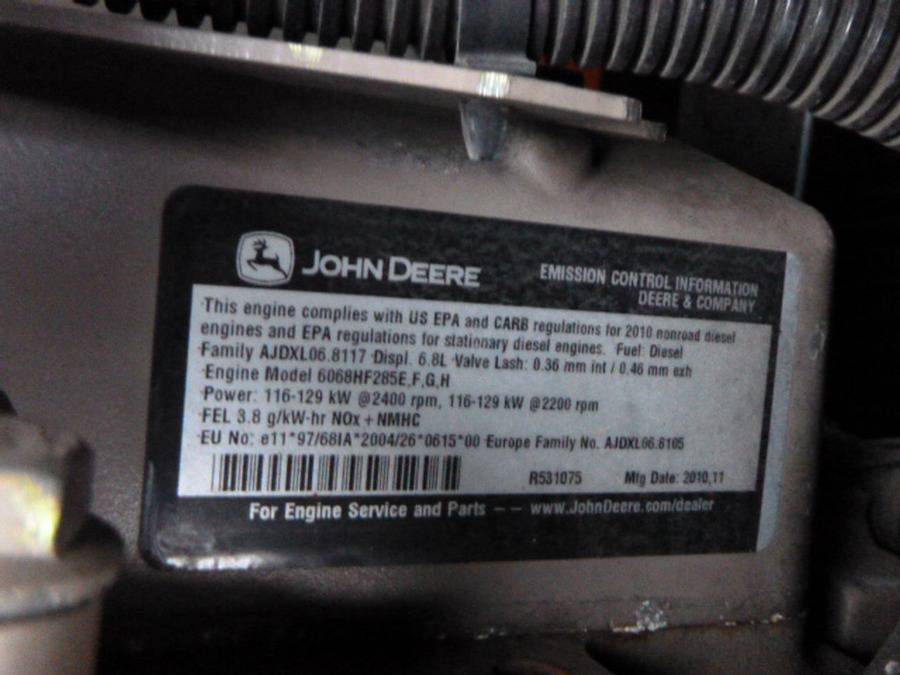 JOHN DEERE
EMISSION CONTROL INFORMATION
DEERE & COMPANY
This engine complies with US EPA and CARB regulations for 2010 nonroad diesel
engines and EPA regulations for stationary diesel engines. Fuel: Diesel
Family AJDXL06.8117 Displ. 6.8L Valve Lash: 0.36 mm int / 0.46 mm exh
Engine Model 6068HF285E,F,G,H
Power: 116-129 kW @2400 rpm, 116-129 kW @2200 rpm
FEL 3.8 g/kW-hr NOx + NMHC
EU No: e11*97/68IA*2004/26*0615*00 Europe Family No. AJDXL06.8105
R531075 Mfg Date: 2010,11
For Engine Service and Parts -- www.JohnDeere.com/dealer